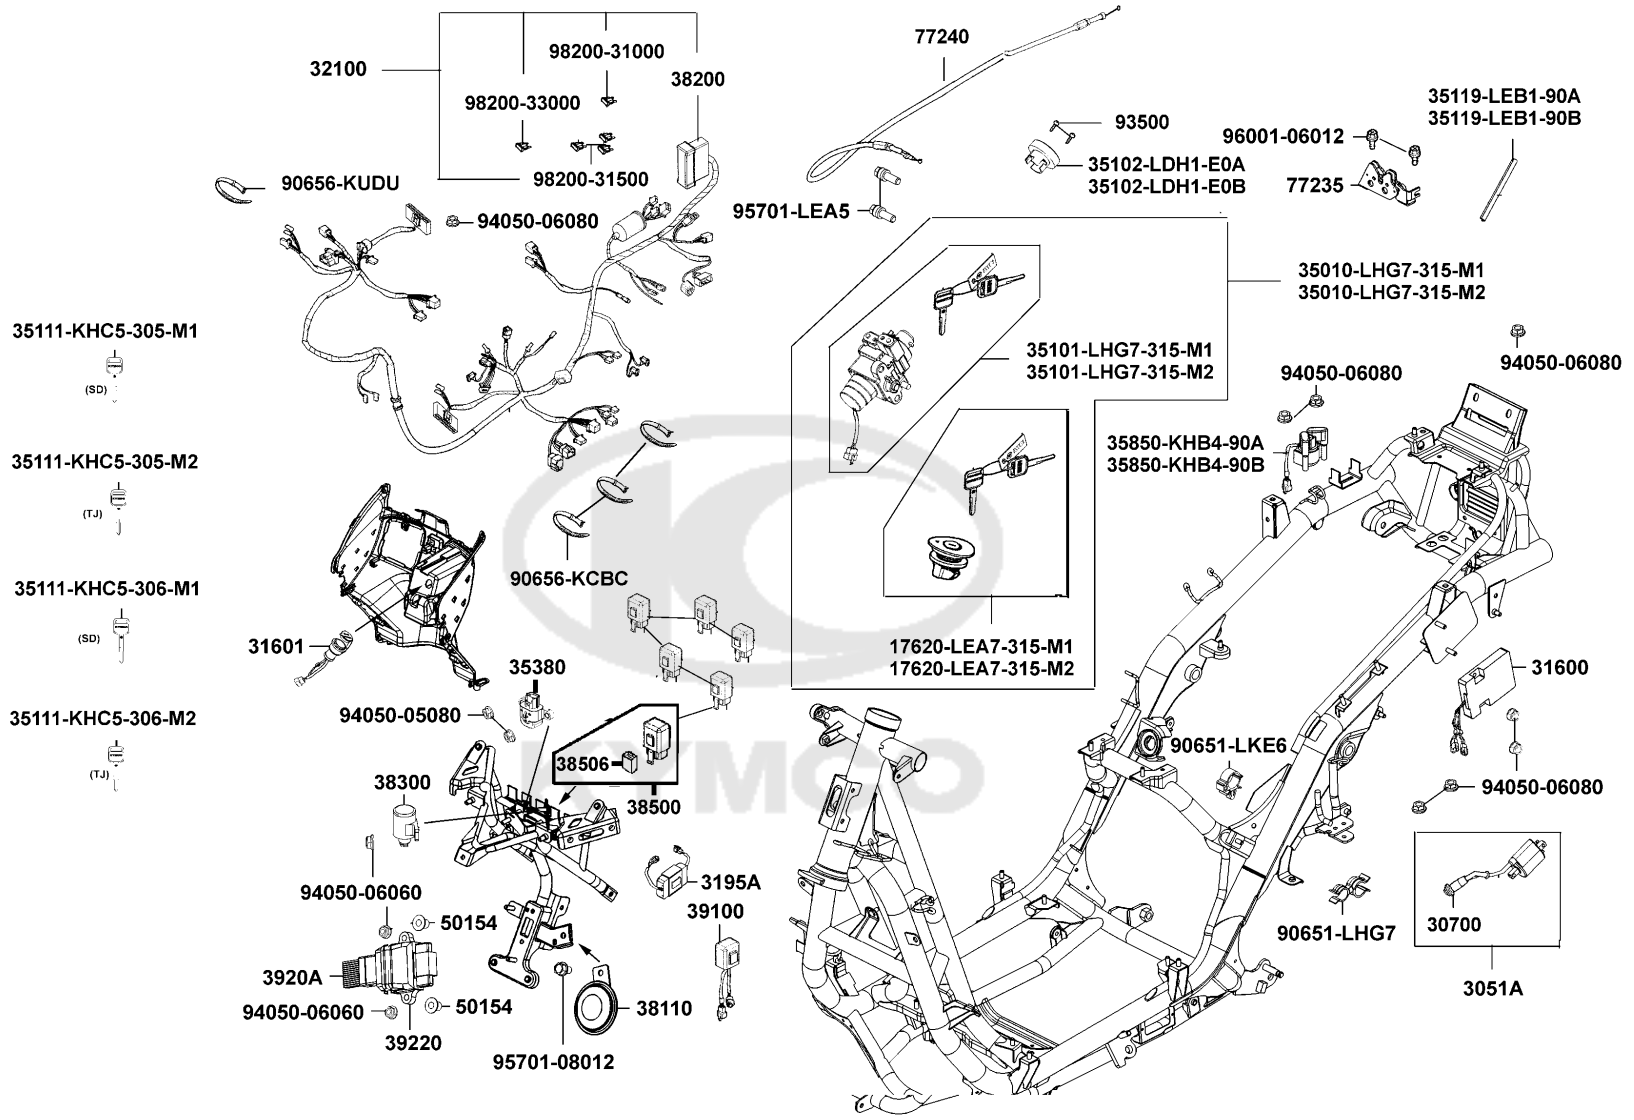 77240
98200-31000
32100
38200
98200-33000
35119-LEB1-90A
35119-LEB1-90B
93500
96001-06012
35102-LDH1-E0A
35102-LDH1-E0B
77235
98200-31500
90656-KUDU
95701-LEA5
94050-06080
35010-LHG7-315-M1
35010-LHG7-315-M2
35111-KHC5-305-M1
(SD)
35101-LHG7-315-M1
35101-LHG7-315-M2
94050-06080
94050-06080
35850-KHB4-90A
35850-KHB4-90B
35111-KHC5-305-M2
(TJ)
90656-KCBC
35111-KHC5-306-M1
(SD)
31601
17620-LEA7-315-M1
17620-LEA7-315-M2
35380
31600
35111-KHC5-306-M2
(TJ)
94050-05080
90651-LKE6
38506
KYMCO
38300
38500
94050-06080
94050-06060
3195A
39100
50154
30700
90651-LHG7
3920A
3051A
94050-06060
50154
38110
39220
95701-08012